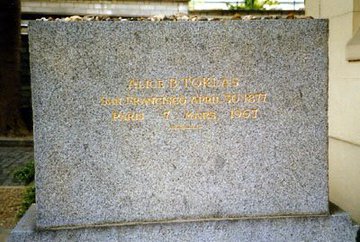 ALICE B TOKLAS
SAN FRANCISCO APRIL 30 1877
PARIS 7 MARS 1967